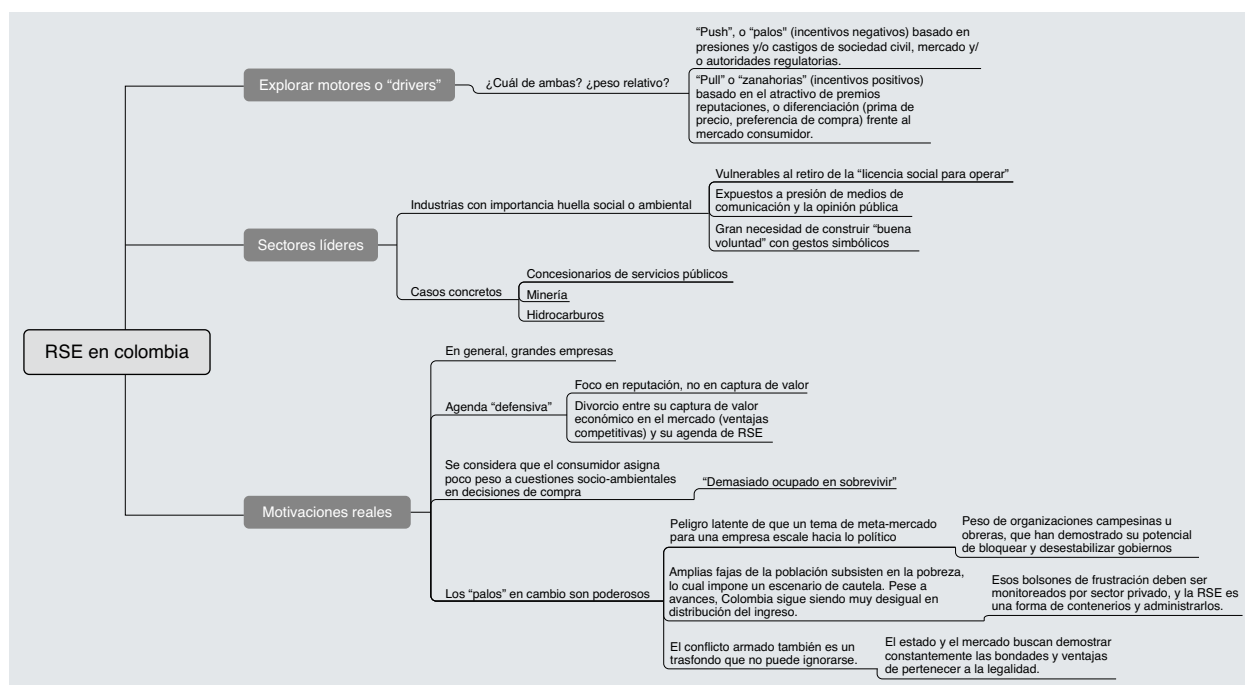 RSE en colombia
Explorar motores o “drivers”
¿Cuál de ambas? ¿peso relativo?
“Push”, o “palos" (incentivos negativos) basado en
presiones y/o castigos de sociedad civil, mercado y/
o autoridades regulatorias.
“Pull” o “zanahorias” (incentivos positivos)
basado en el atractivo de premios
reputaciones, o diferenciación (prima de
precio, preferencia de compra) frente al
mercado consumidor.
Sectores líderes
Industrias con importancia huella social o ambiental
Vulnerables al retiro de la “licencia social para operar”
Expuestos a presión de medios de
comunicación y la opinión pública
Gran necesidad de construir “buena
voluntad” con gestos simbólicos
Casos concretos
Concesionarios de servicios públicos
Minería
Hidrocarburos
Motivaciones reales
En general, grandes empresas
Agenda “defensiva”
Foco en reputación, no en captura de valor
Divorcio entre su captura de valor
económico en el mercado (ventajas
competitivas) y su agenda de RSE
Se considera que el consumidor asigna
poco peso a cuestiones socio-ambientales
en decisiones de compra
“Demasiado ocupado en sobrevivir”
Los “palos” en cambio son poderosos
Peligro latente de que un tema de meta-mercado
para una empresa escale hacia lo político
Peso de organizaciones campesinas u
obreras, que han demostrado su potencial
de bloquear y desestabilizar gobiernos
Amplias fajas de la población subsisten en la pobreza,
lo cual impone un escenario de cautela. Pese a
avances, Colombia sigue siendo muy desigual en
distribución del ingreso.
Esos bolsones de frustración deben ser
monitoreados por sector privado, y la RSE es
una forma de contenerios y administrarlos.
El conflicto armado también es un
trasfondo que no puede ignorarse.
El estado y el mercado buscan demostrar
constantemente las bondades y ventajas
de pertenecer a la legalidad.